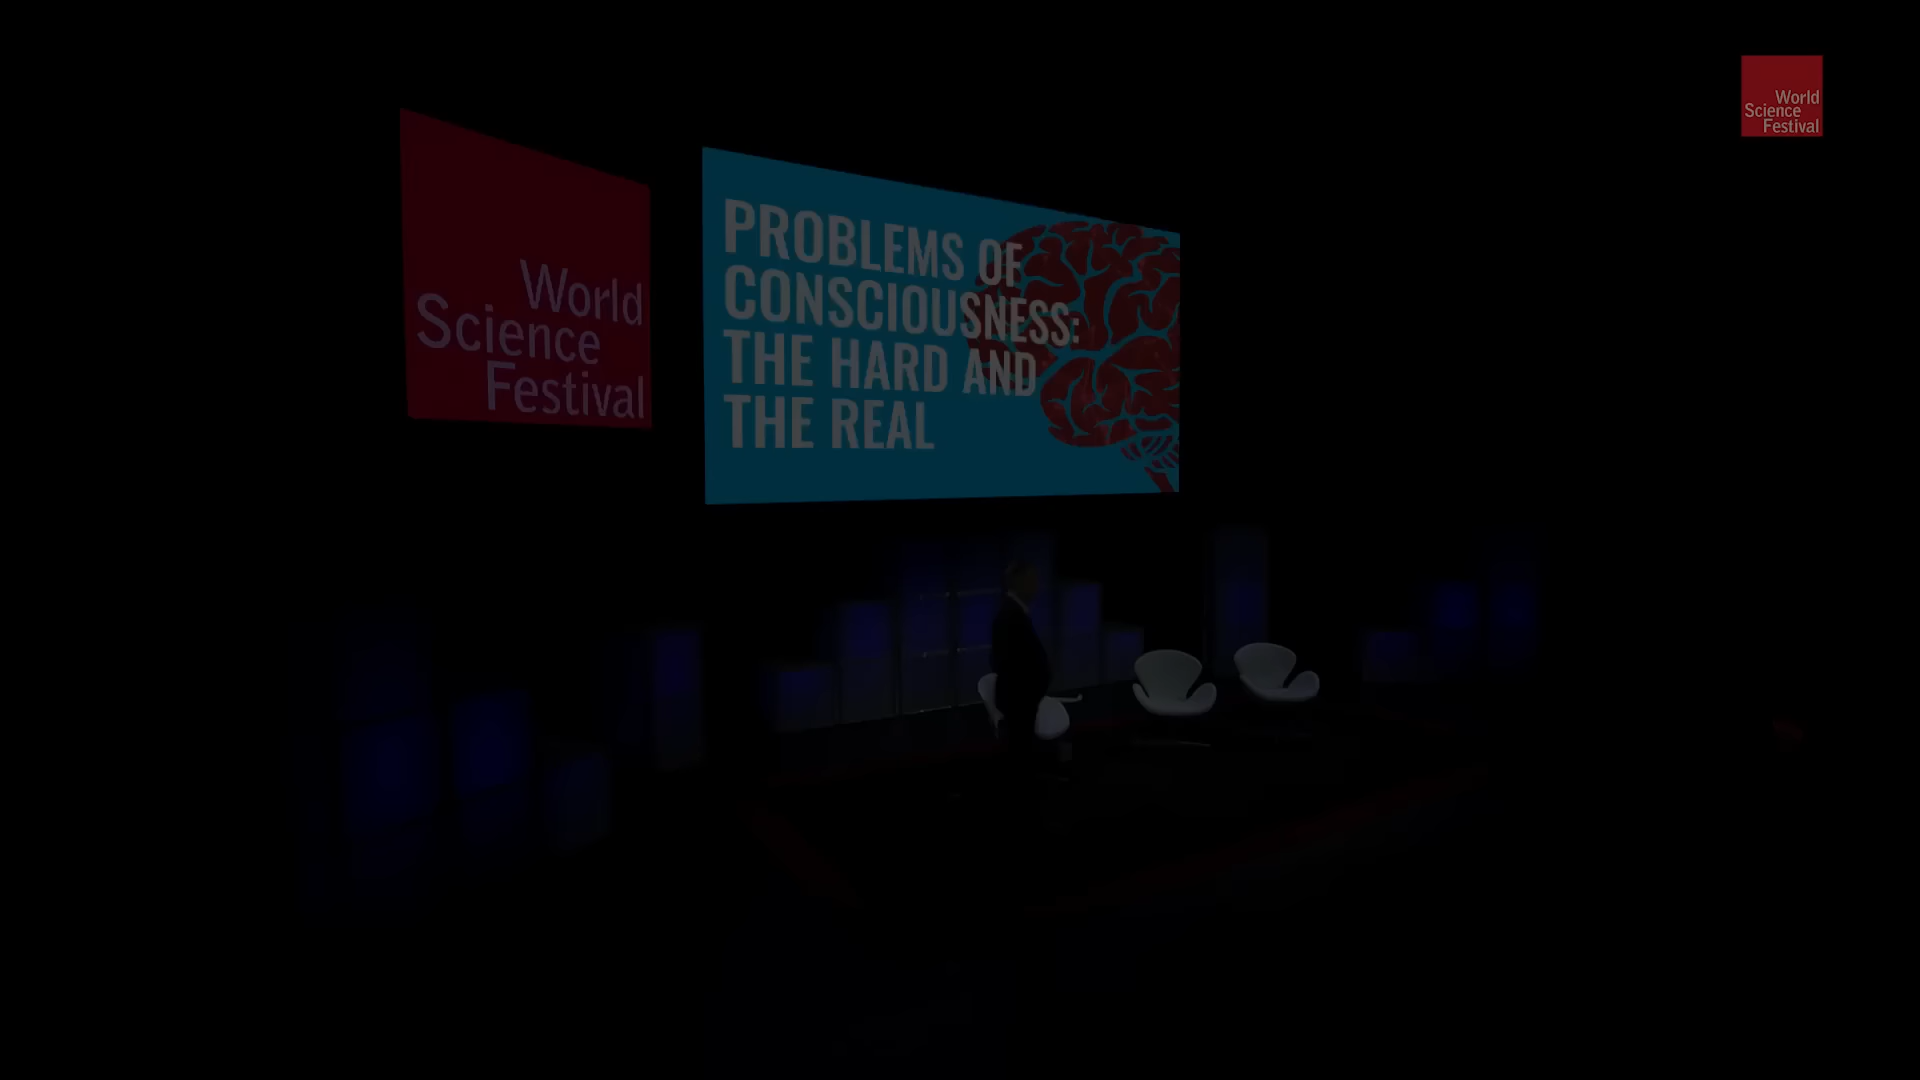 World
Science
Festival
PROBLEMS OF
CONSCIOUSNESS:
THE HARD AND
THE REAL
World
Science
Festival